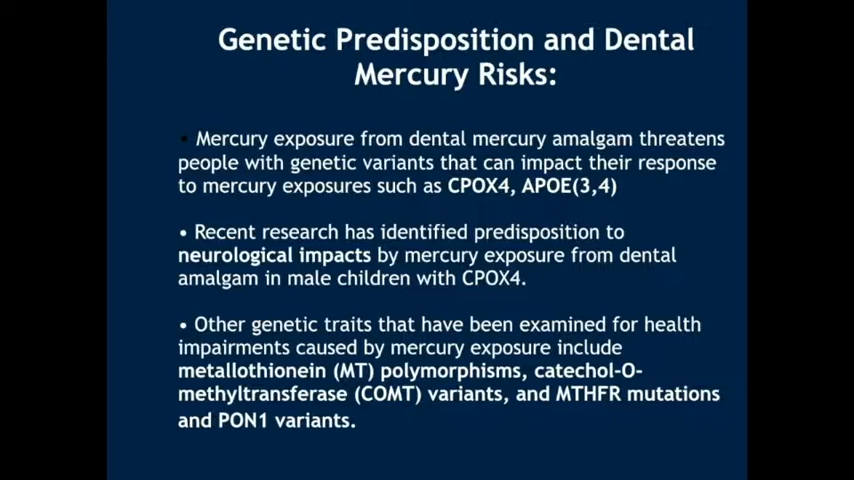 Genetic Predisposition and Dental
Mercury Risks:
• Mercury exposure from dental mercury amalgam threatens
people with genetic variants that can impact their response
to mercury exposures such as CPOX4, APOE(3,4)
• Recent research has identified predisposition to
neurological impacts by mercury exposure from dental
amalgam in male children with CPOX4.
• Other genetic traits that have been examined for health
impairments caused by mercury exposure include
metallothionein (MT) polymorphisms, catechol-O-
methyltransferase (COMT) variants, and MTHFR mutations
and PON1 variants.